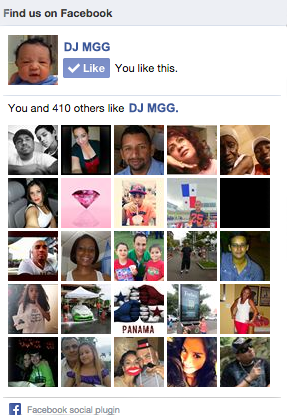 Find us on Facebook
DJ MGG
Like You like this.
You and 410 others like DJ MGG.
PANAMA
Facebook social plugin